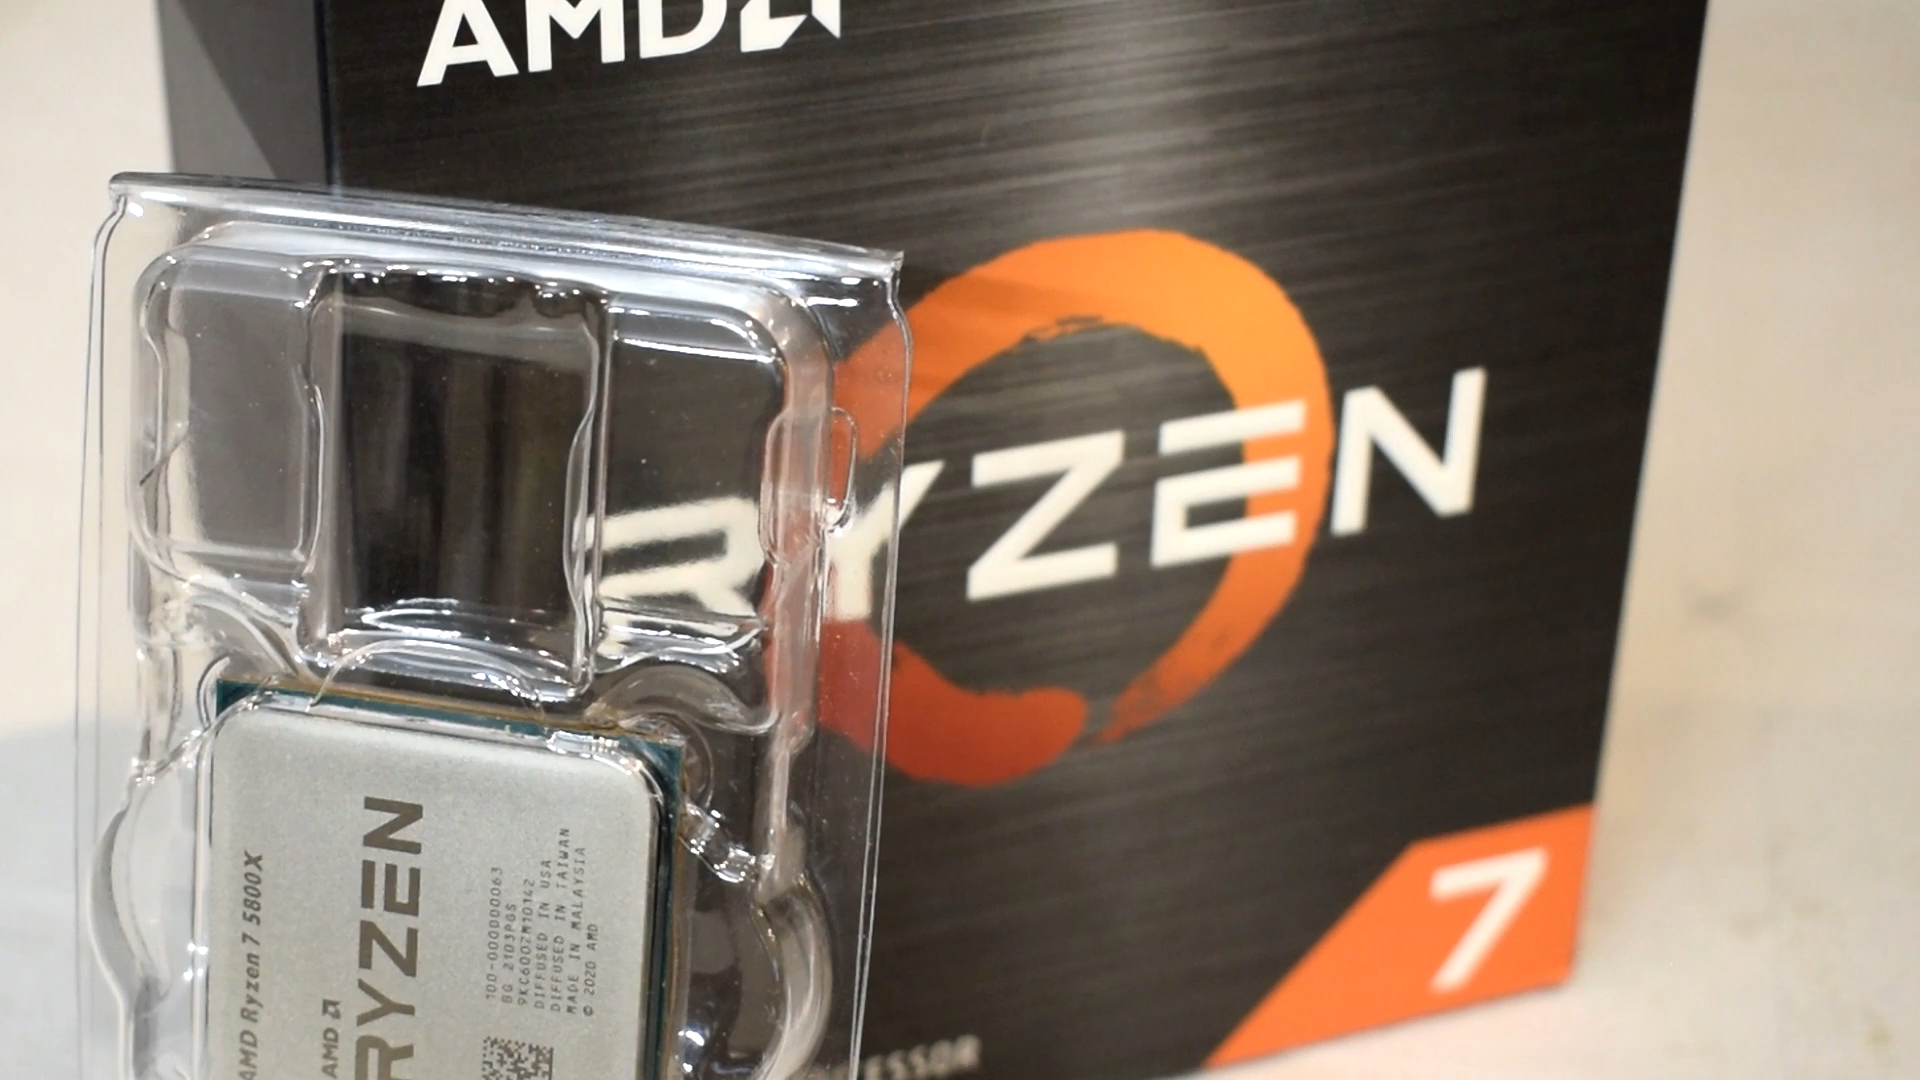 AMD
RYZEN
7
AMD Ryzen 7 5800X
AMD
RYZEN
100-000000063
BG 2103PGS
9KC6002M10142
DIFFUSED IN USA
DIFFUSED IN TAIWAN
MADE IN MALAYSIA
© 2020 AMD